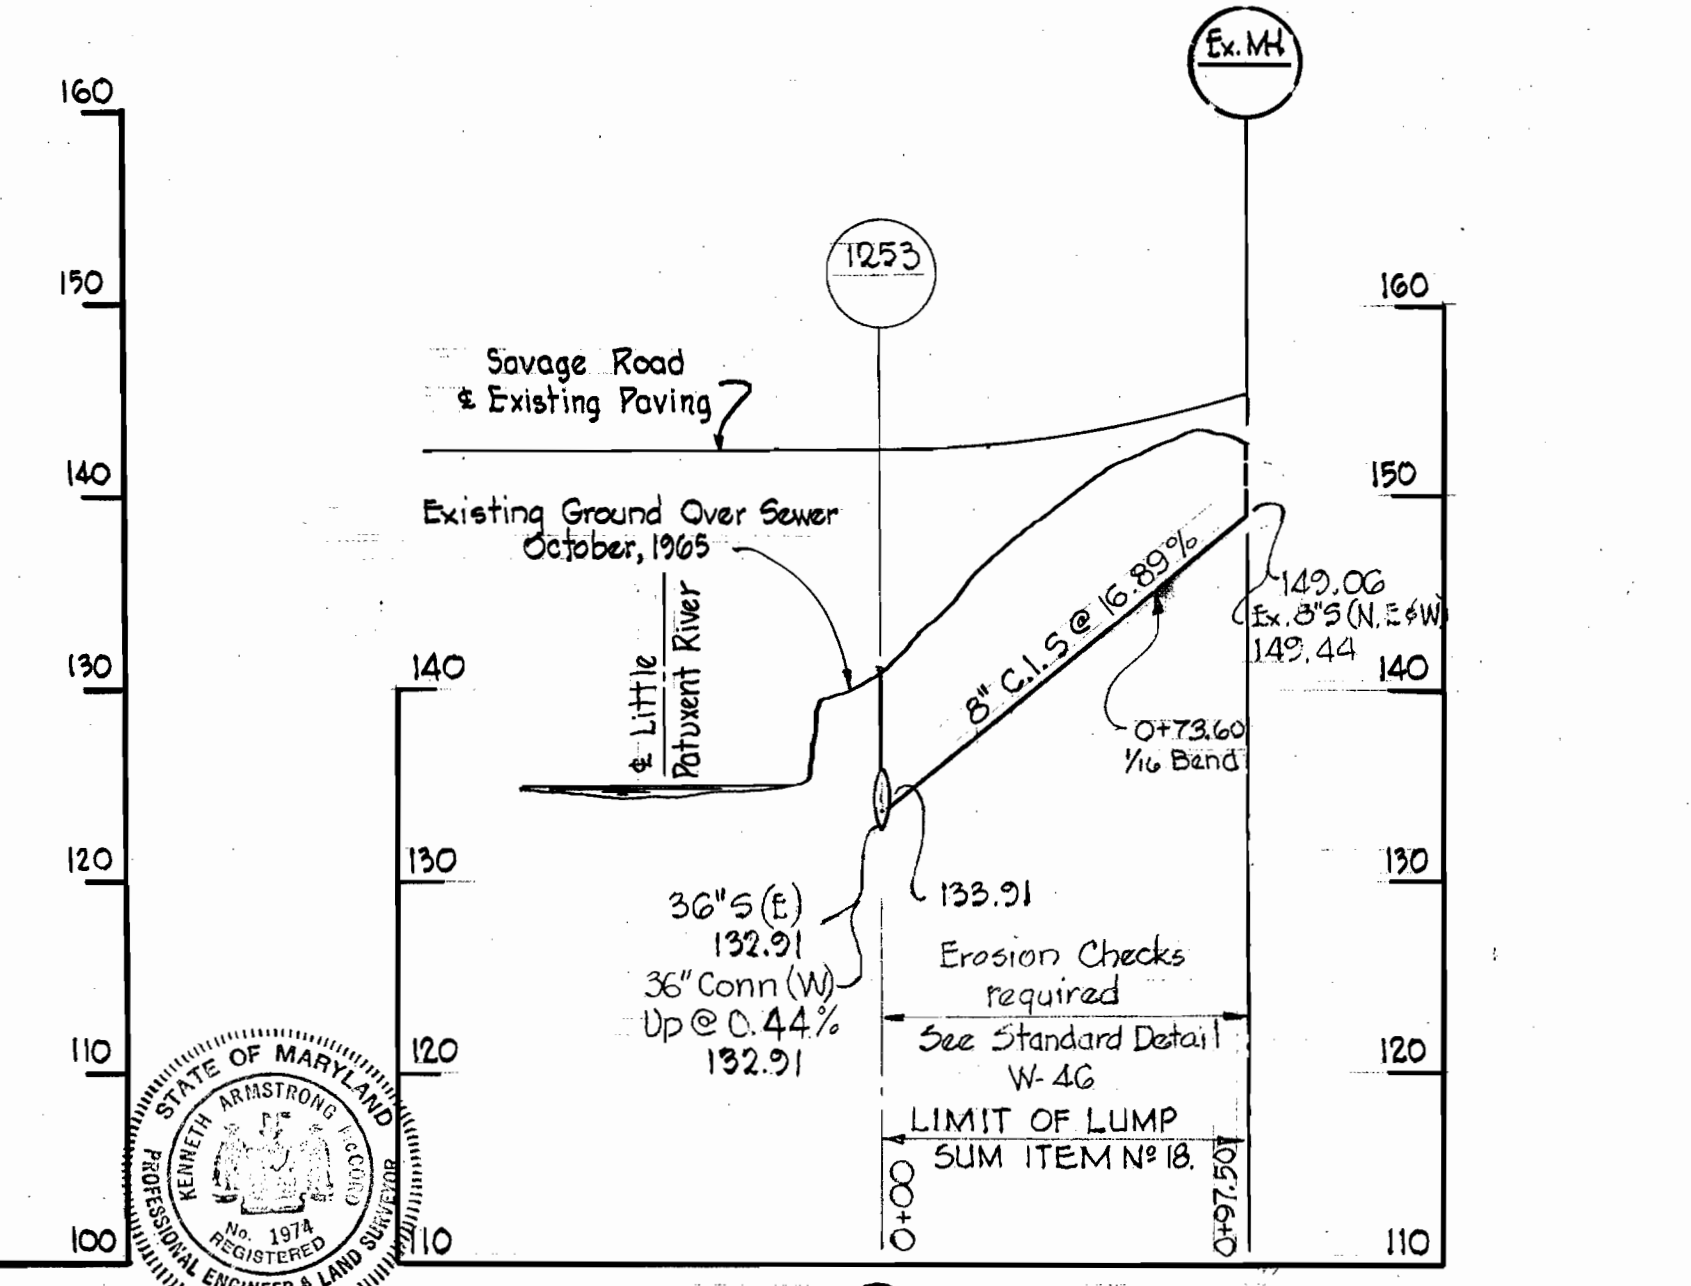 Ex. MH
160
150
140
130
120
110
100
1253
Savage Road
℄ Existing Paving
Existing Ground Over Sewer
October, 1965
℄ Little
Patuxent River
8" C.I.S @ 16.89%
149.06
Ex. 8"S (N, E & W)
149.44
0+73.60
1/16 Bend
133.91
36" S (E)
132.91
36" Conn (W)
Up @ 0.44%
132.91
Erosion Checks
required
See Standard Detail
W-46
LIMIT OF LUMP
SUM ITEM Nº 18.
0+00
0+97.50
140
130
120
110
160
150
140
130
120
110
STATE OF MARYLAND
KENNETH ARMSTRONG McCORD
No. 1974
REGISTERED
PROFESSIONAL ENGINEER & LAND SURVEYOR